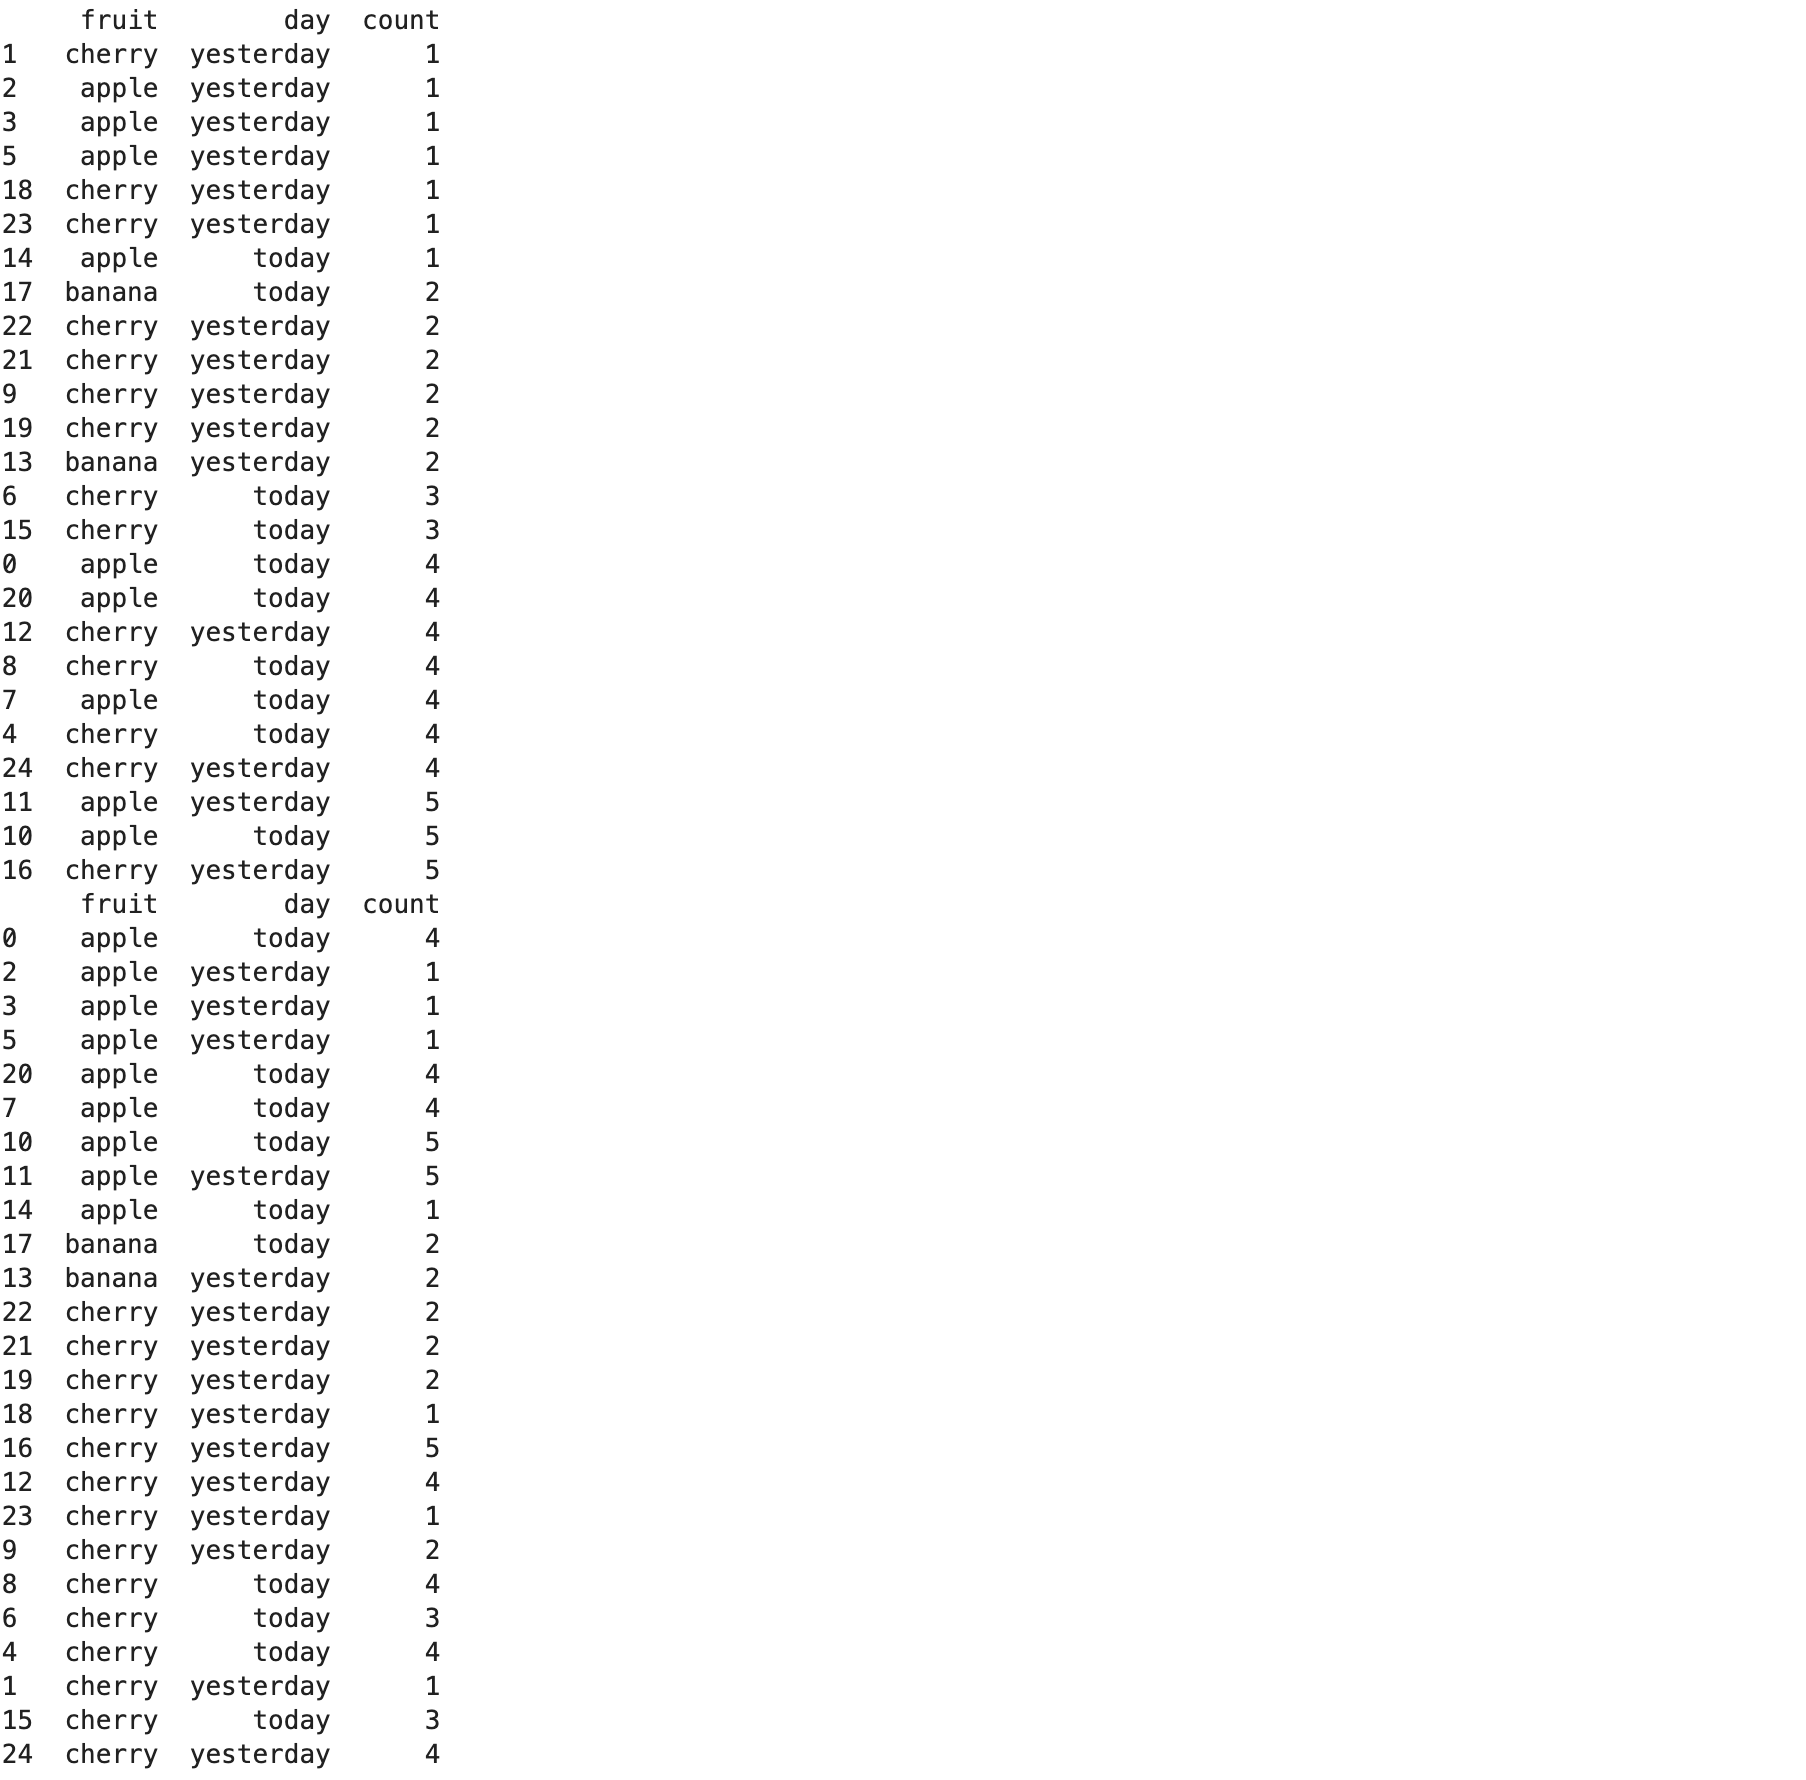 fruit        day  count
1   cherry  yesterday      1
2    apple  yesterday      1
3    apple  yesterday      1
5    apple  yesterday      1
18  cherry  yesterday      1
23  cherry  yesterday      1
14   apple      today      1
17  banana      today      2
22  cherry  yesterday      2
21  cherry  yesterday      2
9   cherry  yesterday      2
19  cherry  yesterday      2
13  banana  yesterday      2
6   cherry      today      3
15  cherry      today      3
0    apple      today      4
20   apple      today      4
12  cherry  yesterday      4
8   cherry      today      4
7    apple      today      4
4   cherry      today      4
24  cherry  yesterday      4
11   apple  yesterday      5
10   apple      today      5
16  cherry  yesterday      5
     fruit        day  count
0    apple      today      4
2    apple  yesterday      1
3    apple  yesterday      1
5    apple  yesterday      1
20   apple      today      4
7    apple      today      4
10   apple      today      5
11   apple  yesterday      5
14   apple      today      1
17  banana      today      2
13  banana  yesterday      2
22  cherry  yesterday      2
21  cherry  yesterday      2
19  cherry  yesterday      2
18  cherry  yesterday      1
16  cherry  yesterday      5
12  cherry  yesterday      4
23  cherry  yesterday      1
9   cherry  yesterday      2
8   cherry      today      4
6   cherry      today      3
4   cherry      today      4
1   cherry  yesterday      1
15  cherry      today      3
24  cherry  yesterday      4